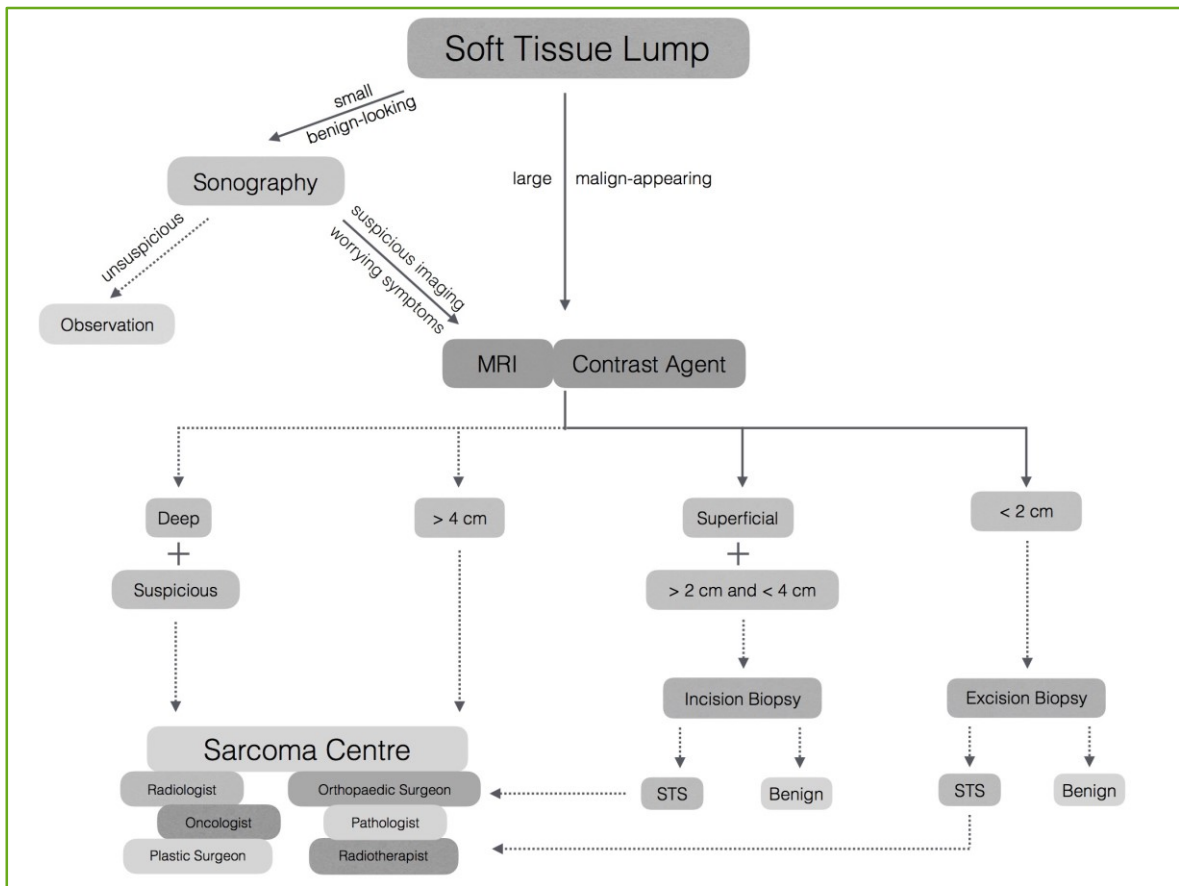 Soft Tissue Lump
small
benign-looking
Sonography
large malign-appearing
unsuspicious
suspicious imaging
worrying symptoms
Observation
MRI Contrast Agent
Deep
+
Suspicious
> 4 cm
Superficial
+
> 2 cm and < 4 cm
< 2 cm
Incision Biopsy
Excision Biopsy
STS
Benign
STS
Benign
Sarcoma Centre
Radiologist
Orthopaedic Surgeon
Oncologist
Pathologist
Plastic Surgeon
Radiotherapist